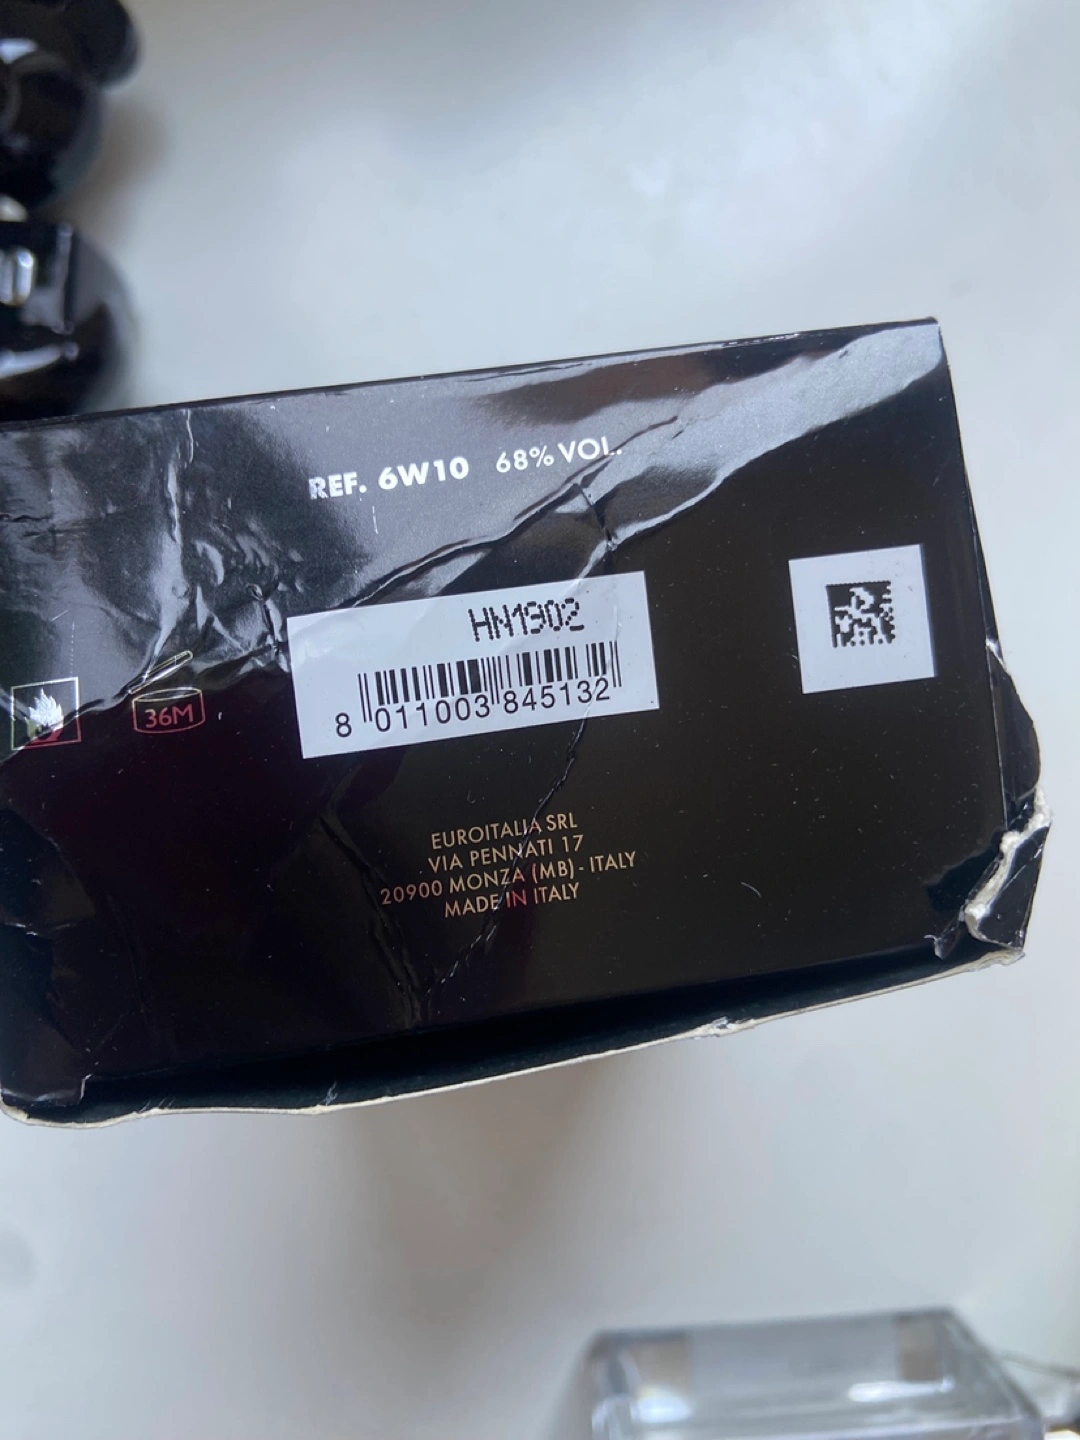 REF. 6W10 68% VOL.
HN1902
8 011003 845132
36M
EUROITALIA SRL
VIA PENNATI 17
20900 MONZA (MB) - ITALY
MADE IN ITALY